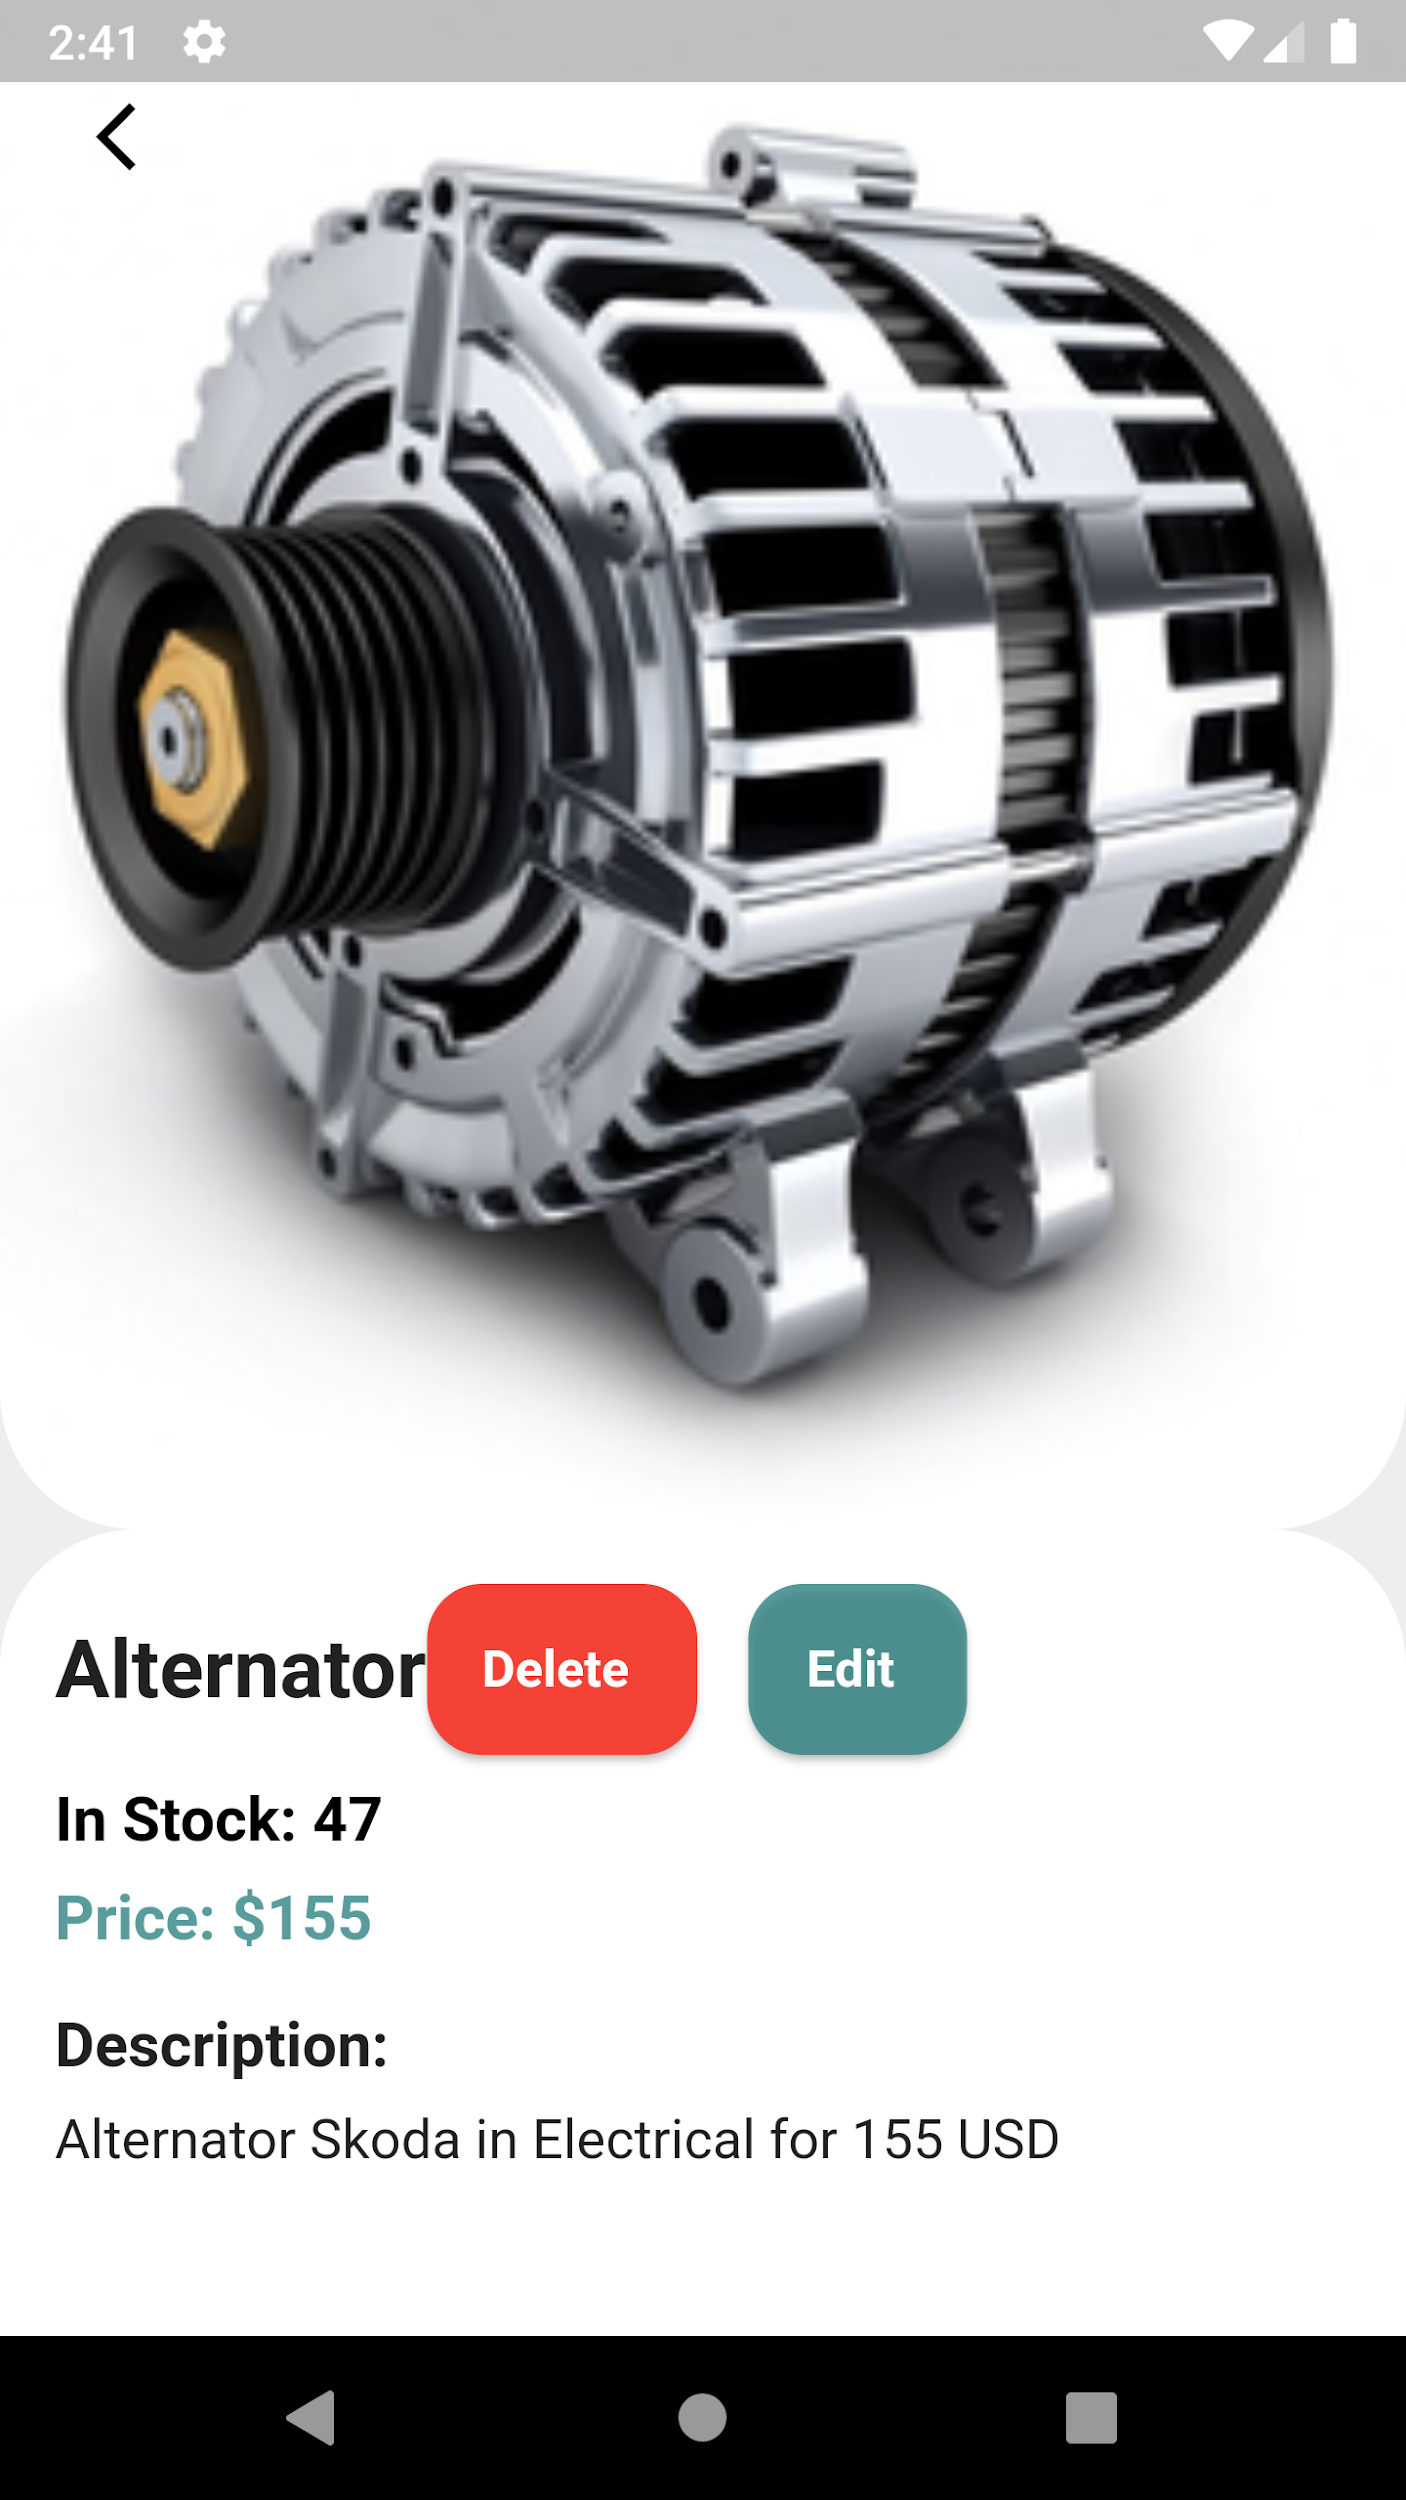 2:41
Alternator
Delete
Edit
In Stock: 47
Price: $155
Description:
Alternator Skoda in Electrical for 155 USD